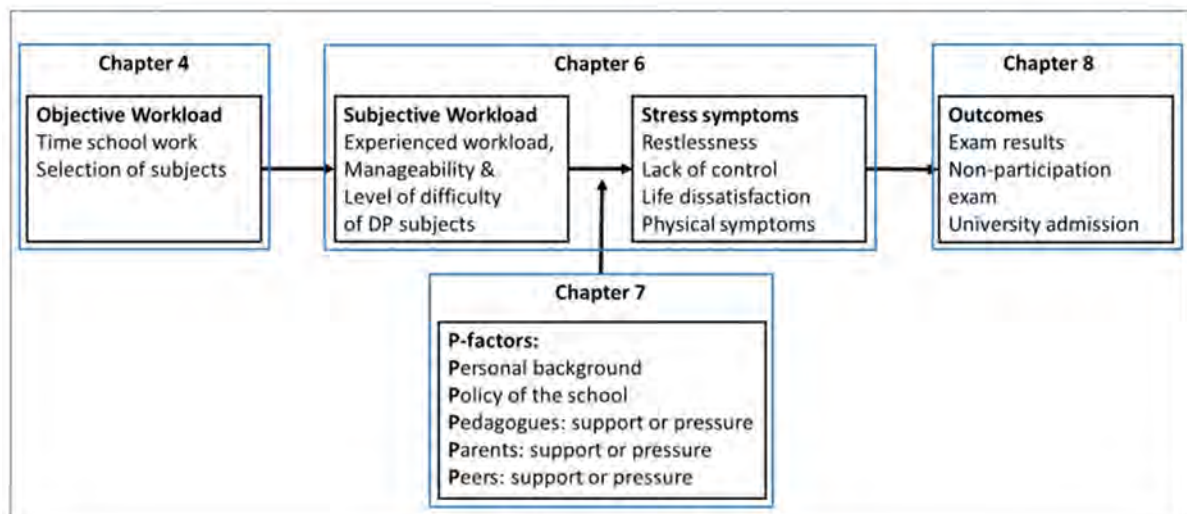 Chapter 4
Objective Workload
Time school work
Selection of subjects
Chapter 6
Subjective Workload
Experienced workload,
Manageability &
Level of difficulty
of DP subjects
Stress symptoms
Restlessness
Lack of control
Life dissatisfaction
Physical symptoms
Chapter 8
Outcomes
Exam results
Non-participation
exam
University admission
Chapter 7
P-factors:
Personal background
Policy of the school
Pedagogues: support or pressure
Parents: support or pressure
Peers: support or pressure